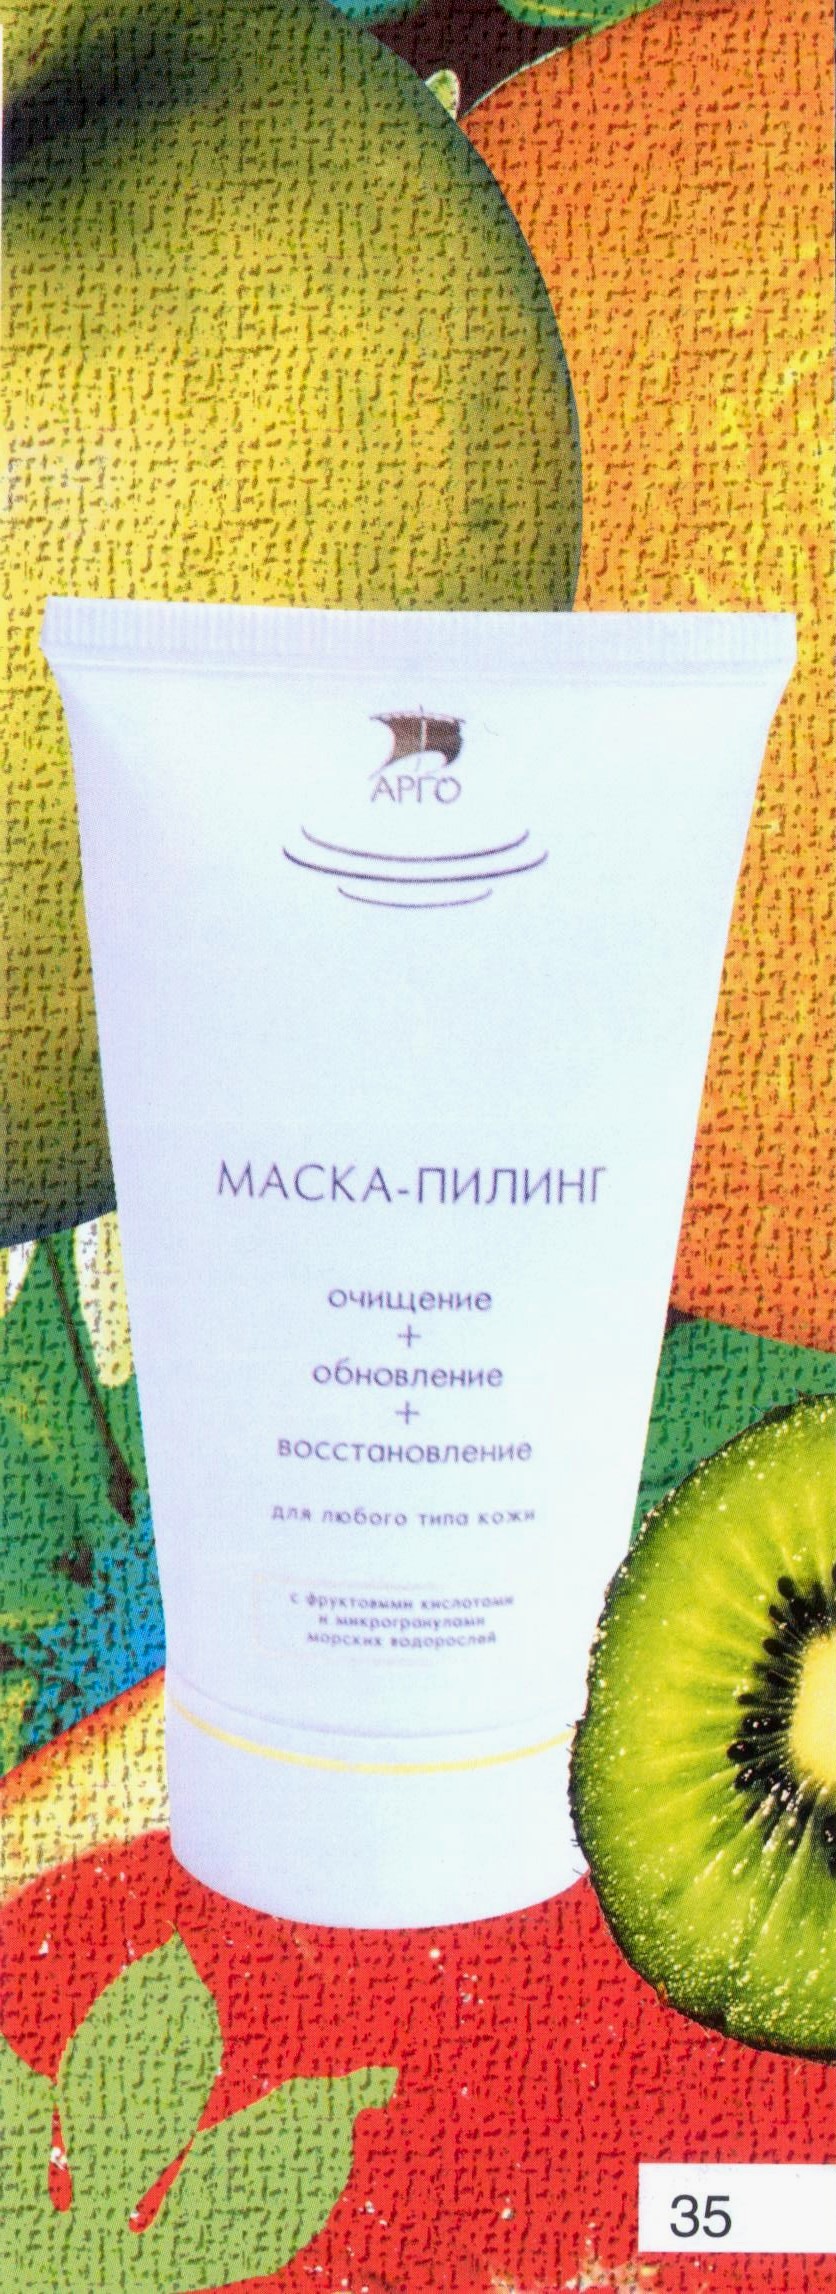 АРГО
МАСКА-ПИЛИНГ
очищение
+
обновление
+
восстановление
для любого типа кожи
с фруктовыми кислотами
и микрогранулами
морских водорослей
35